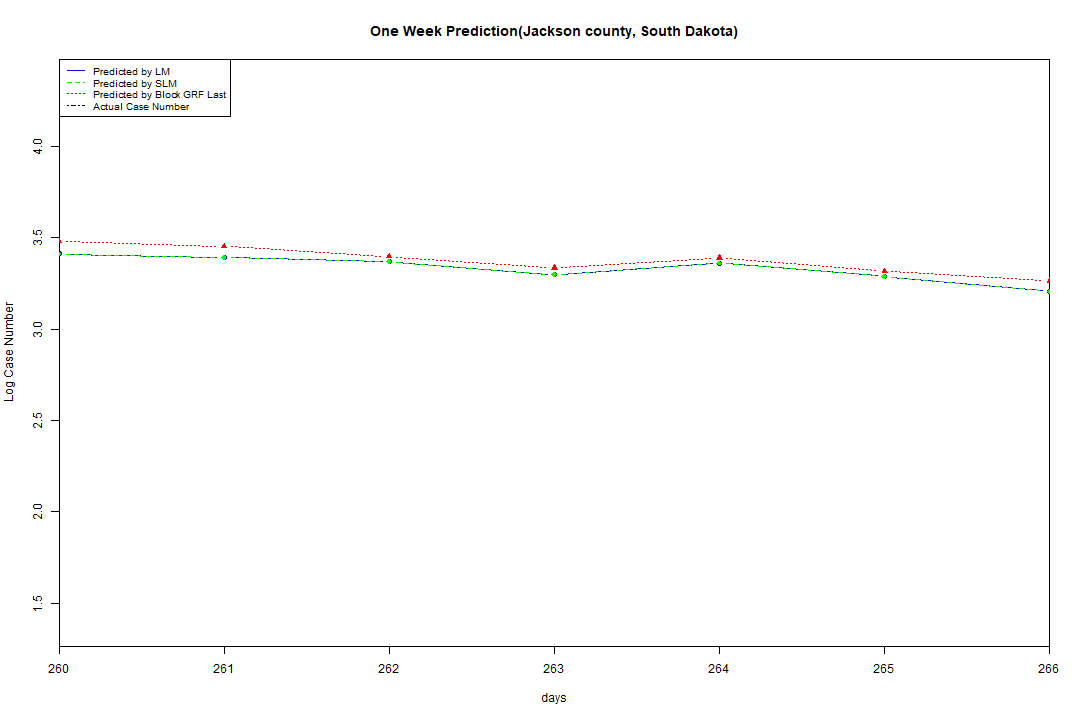 One Week Prediction(Jackson county, South Dakota)
Predicted by LM
Predicted by SLM
Predicted by Block GRF Last
Actual Case Number
4.0
3.5
3.0
2.5
2.0
1.5
Log Case Number
260 261 262 263 264 265 266
days